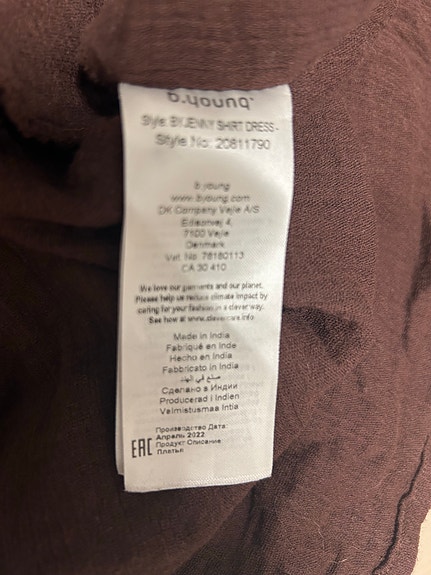 b.young
Style: BYJENNY SHIRT DRESS -
Style No: 20811790
b.young
www.byoung.com
DK Company Vejle A/S
Edisonvej 4,
7100 Vejle
Denmark
Vat. No. 78180113
CA 30 410
We love our garments and our planet.
Please help us reduce climate impact by
caring for your fashion in a clever way.
See how at www.clevercare.info
Made in India
Fabriqué en Inde
Hecho en India
Fabbricato in India
صنع في الهند
Сделано в Индии
Producerad i Indien
Valmistusmaa Intia
EAC
Производство Дата:
Апрель 2022
Продукт Списание
Платья